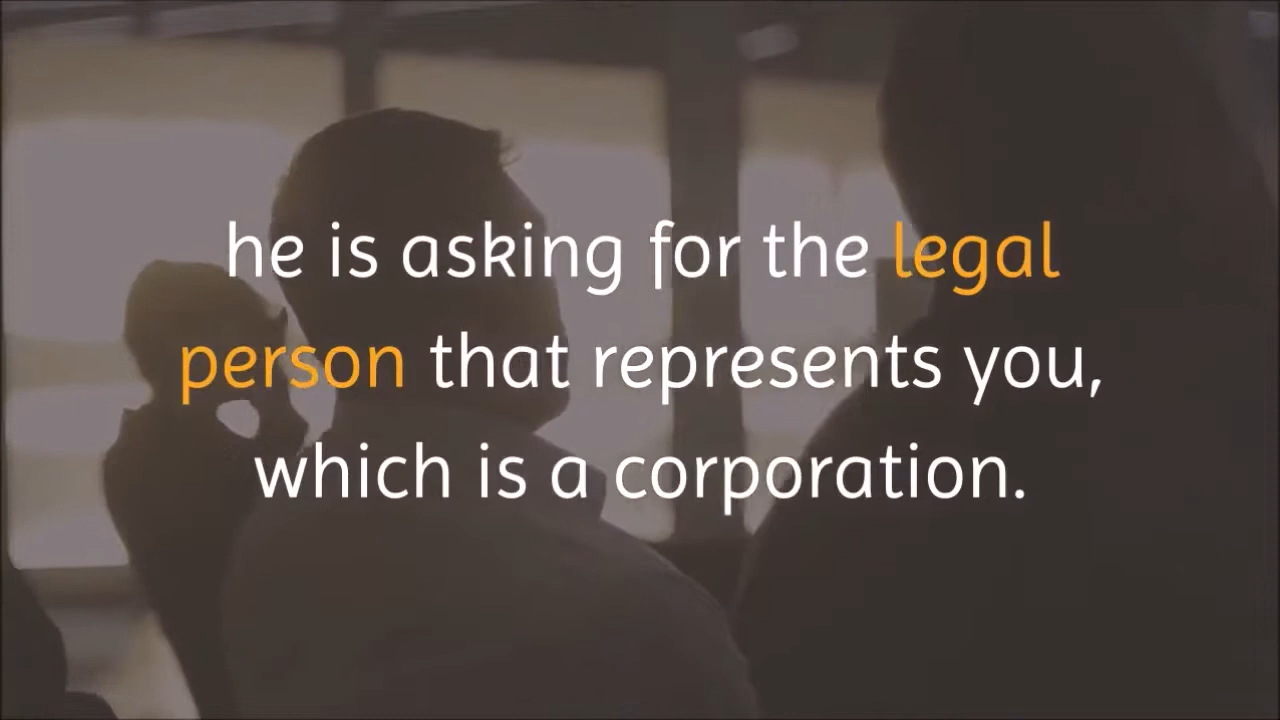 he is asking for the legal
person that represents you,
which is a corporation.